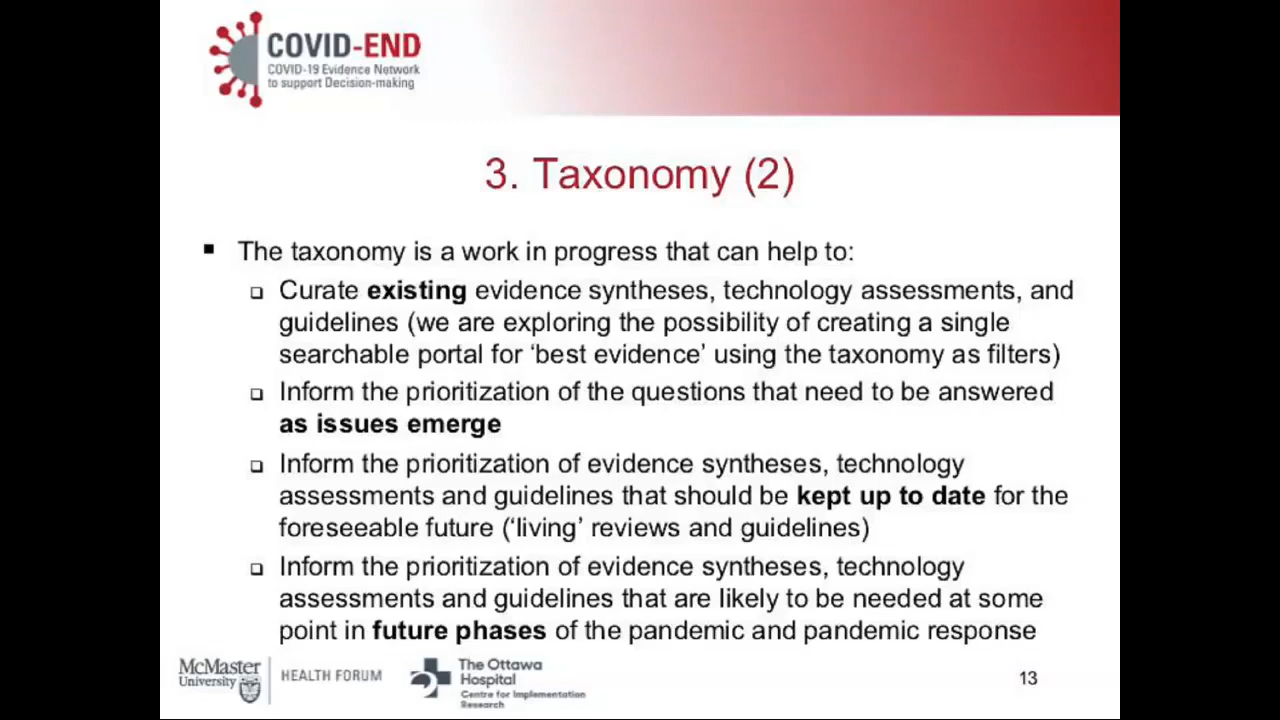 COVID-END
COVID-19 Evidence Network
to support Decision-making
3. Taxonomy (2)
The taxonomy is a work in progress that can help to:
Curate existing evidence syntheses, technology assessments, and
guidelines (we are exploring the possibility of creating a single
searchable portal for ‘best evidence’ using the taxonomy as filters)
Inform the prioritization of the questions that need to be answered
as issues emerge
Inform the prioritization of evidence syntheses, technology
assessments and guidelines that should be kept up to date for the
foreseeable future (‘living’ reviews and guidelines)
Inform the prioritization of evidence syntheses, technology
assessments and guidelines that are likely to be needed at some
point in future phases of the pandemic and pandemic response
McMaster
University
HEALTH FORUM
The Ottawa
Hospital
Centre for Implementation
Research
13